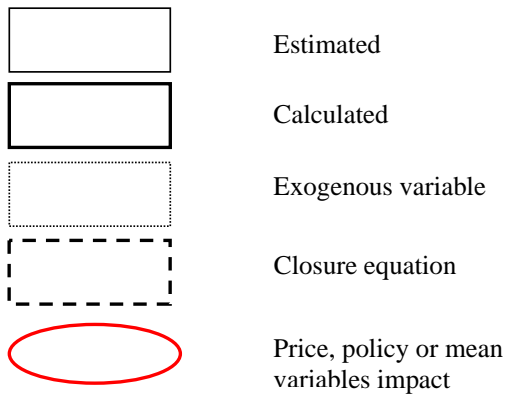 Estimated
Calculated
Exogenous variable
Closure equation
Price, policy or mean
variables impact